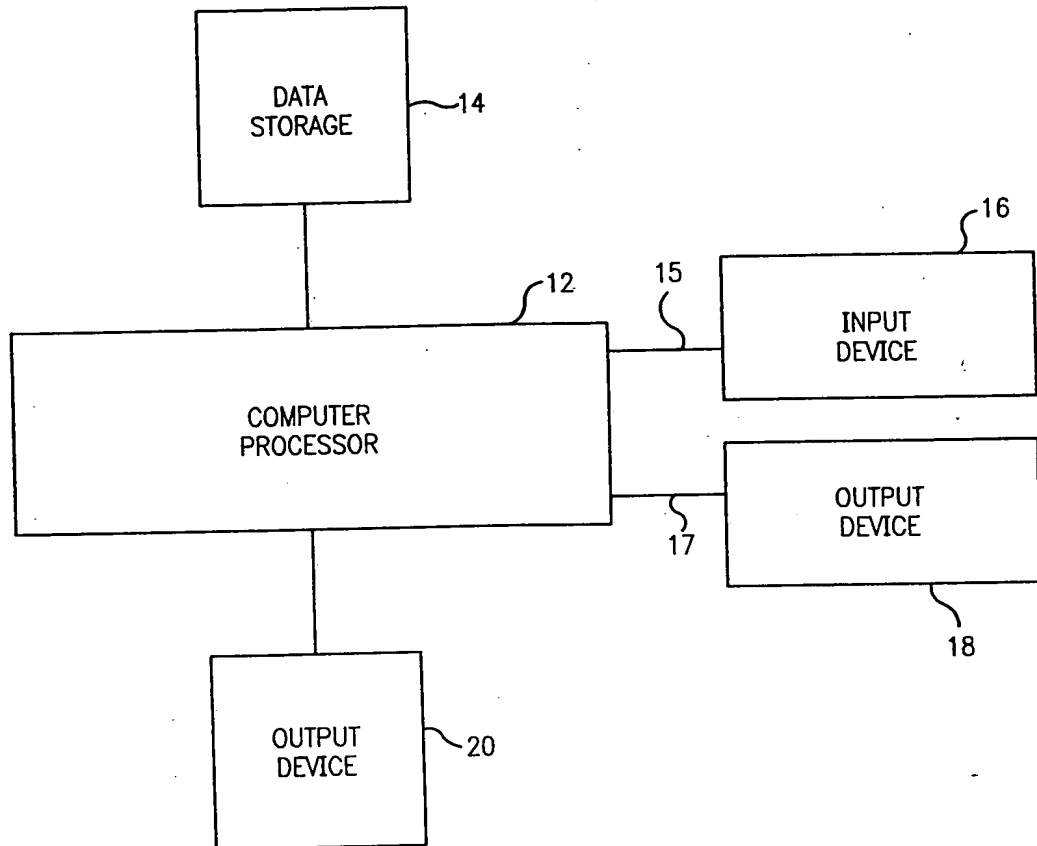 DATA
STORAGE
14
16
15
12
INPUT
DEVICE
COMPUTER
PROCESSOR
OUTPUT
DEVICE
17
18
OUTPUT
DEVICE
20